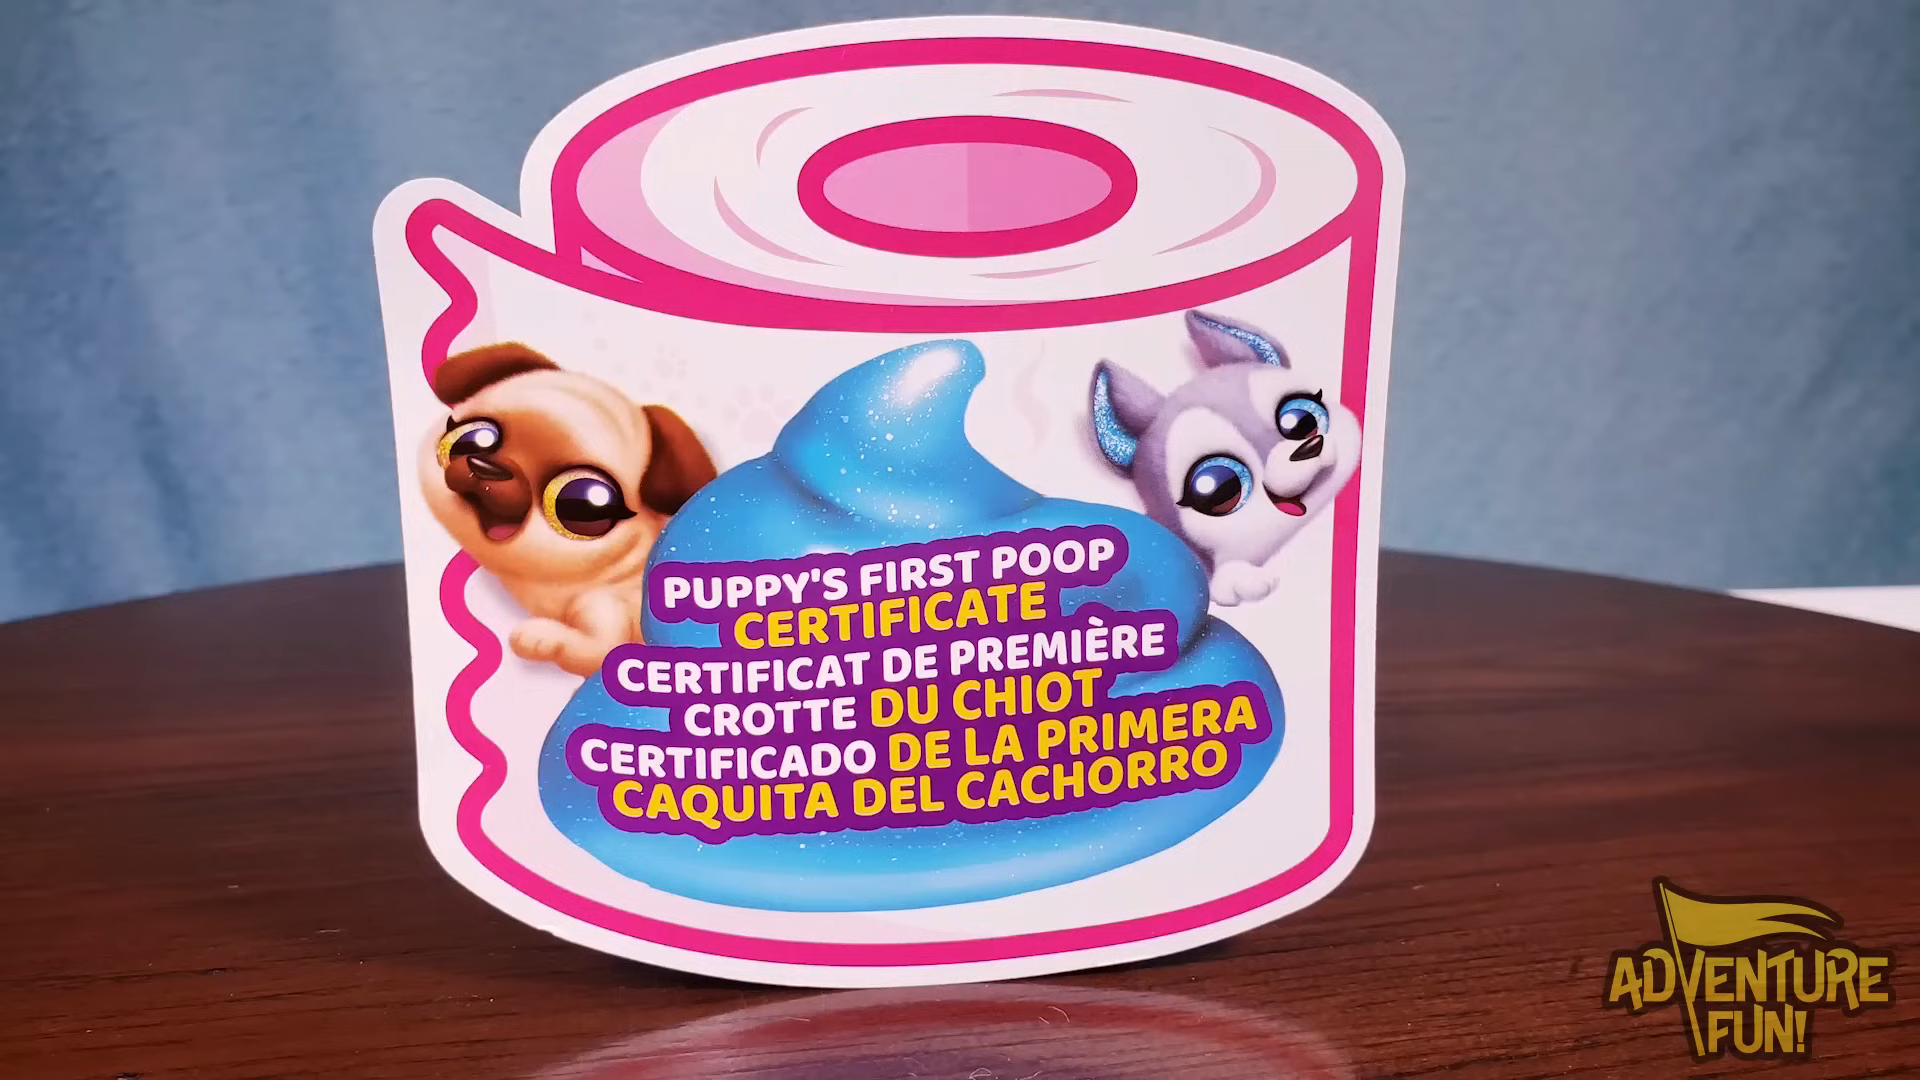 PUPPY'S FIRST POOP
CERTIFICATE
CERTIFICAT DE PREMIÈRE
CROTTE DU CHIOT
CERTIFICADO DE LA PRIMERA
CAQUITA DEL CACHORRO
ADVENTURE
FUN!